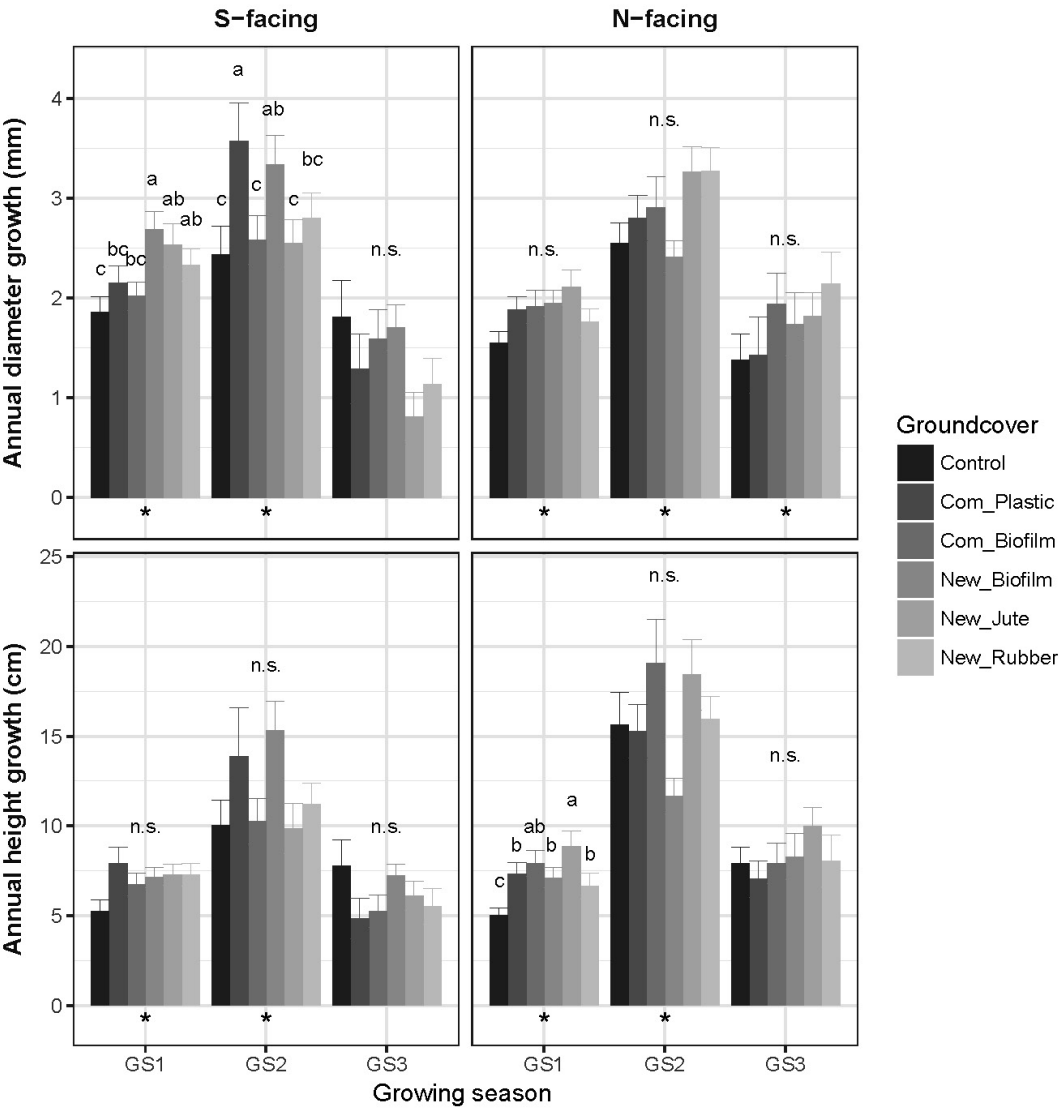 S−facing
N−facing
Annual diameter growth (mm)
4
3
2
1
0
c
bc
bc
a
ab
ab
c
a
c
ab
c
bc
n.s.
*
*
n.s.
n.s.
n.s.
*
*
*
Annual height growth (cm)
25
20
15
10
5
0
n.s.
n.s.
n.s.
*
*
c
b
ab
b
a
b
n.s.
n.s.
*
*
GS1
GS2
GS3
GS1
GS2
GS3
Growing season
Groundcover
Control
Com_Plastic
Com_Biofilm
New_Biofilm
New_Jute
New_Rubber